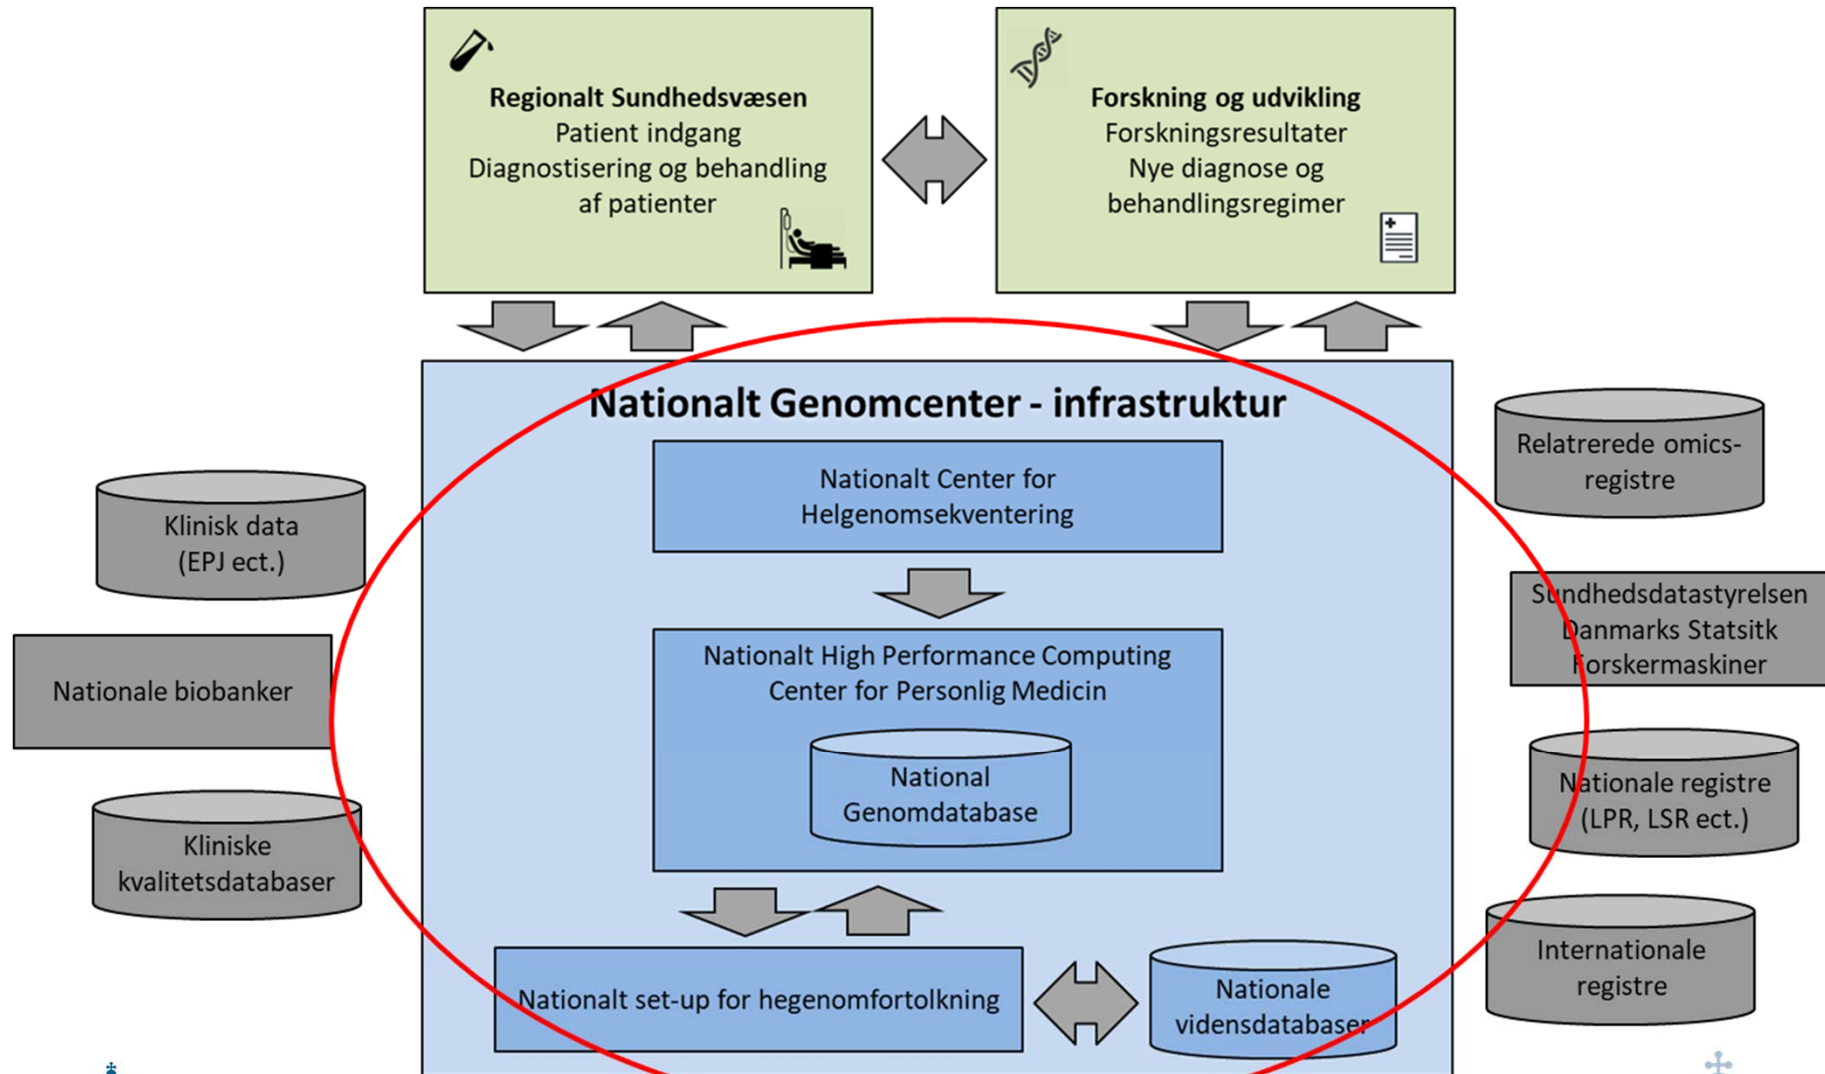 Regionalt Sundhedsvæsen
Patient indgang
Diagnostisering og behandling
af patienter
Forskning og udvikling
Forskningsresultater
Nye diagnose og
behandlingsregimer
Nationalt Genomcenter - infrastruktur
Nationalt Center for
Helgenomsekventering
Nationalt High Performance Computing
Center for Personlig Medicin
National
Genomdatabase
Nationalt set-up for hegenomfortolkning
Nationale
vidensdatabaser
Klinisk data
(EPJ ect.)
Nationale biobanker
Kliniske
kvalitetsdatabaser
Relatrerede omics-
registre
Sundhedsdatastyrelsen
Danmarks Statsitk
Forskermaskiner
Nationale registre
(LPR, LSR ect.)
Internationale
registre